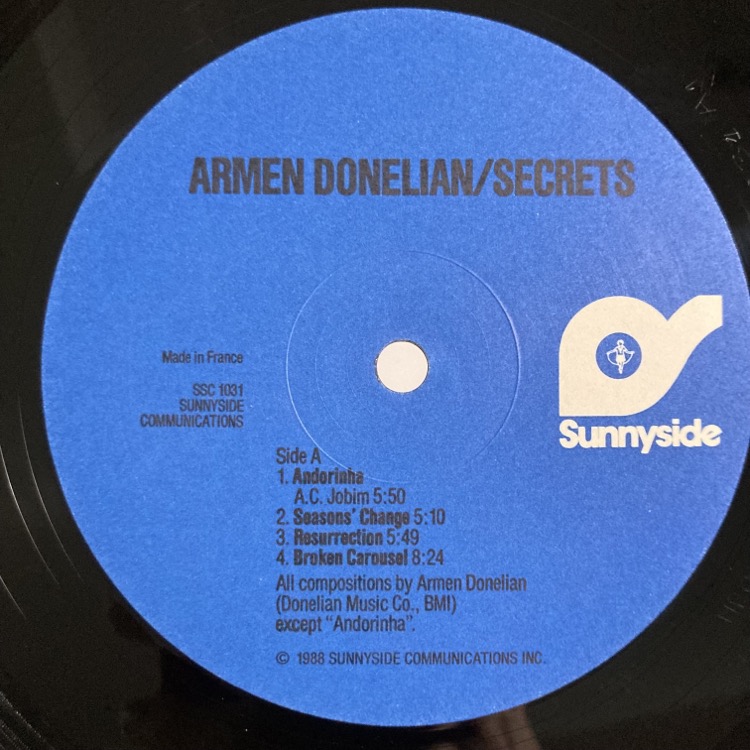 ARMEN DONELIAN/SECRETS
Made in France
SSC 1031
SUNNYSIDE
COMMUNICATIONS
Sunnyside
Side A
1. Andorinha
A.C. Jobim 5:50
2. Seasons' Change 5:10
3. Resurrection 5:49
4. Broken Carousel 8:24
All compositions by Armen Donelian
(Donelian Music Co., BMI)
except "Andorinha".
© 1988 SUNNYSIDE COMMUNICATIONS INC.